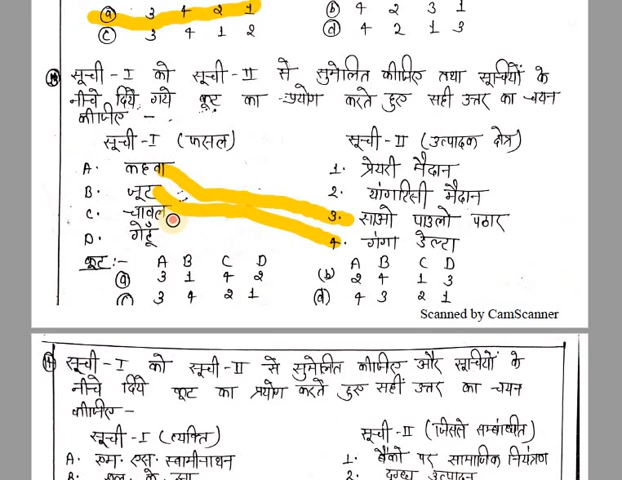 (a) 3 4 2 1 (b) 4 2 3 1
(c) 3 4 1 2 (d) 4 2 1 3
सूची-I को सूची-II से सुमेलित कीजिए तथा सूचियों के
नीचे दिये गये कूट का प्रयोग करते हुए सही उत्तर का चयन
कीजिए -
सूची-I (फसल) सूची-II (उत्पादक क्षेत्र)
A. कहवा 1. प्रेयरी मैदान
B. जूट 2. यांगटिसी मैदान
C. चावल 3. साओ पाउलो पठार
D. गेहूँ 4. गंगा डेल्टा
कूट :- A B C D A B C D
(a) 3 1 4 2 (b) 2 4 1 3
(c) 3 4 2 1 (d) 4 3 2 1
Scanned by CamScanner
सूची-I को सूची-II से सुमेलित कीजिए और सूचियों के
नीचे दिये कूट का प्रयोग करते हुए सही उत्तर का चयन
कीजिए -
सूची-I (व्यक्ति) सूची-II (जिससे सम्बंधित)
A. एम. एस. स्वामीनाथन 1. बैंकों पर सामाजिक नियंत्रण
2. दुग्ध उत्पादन